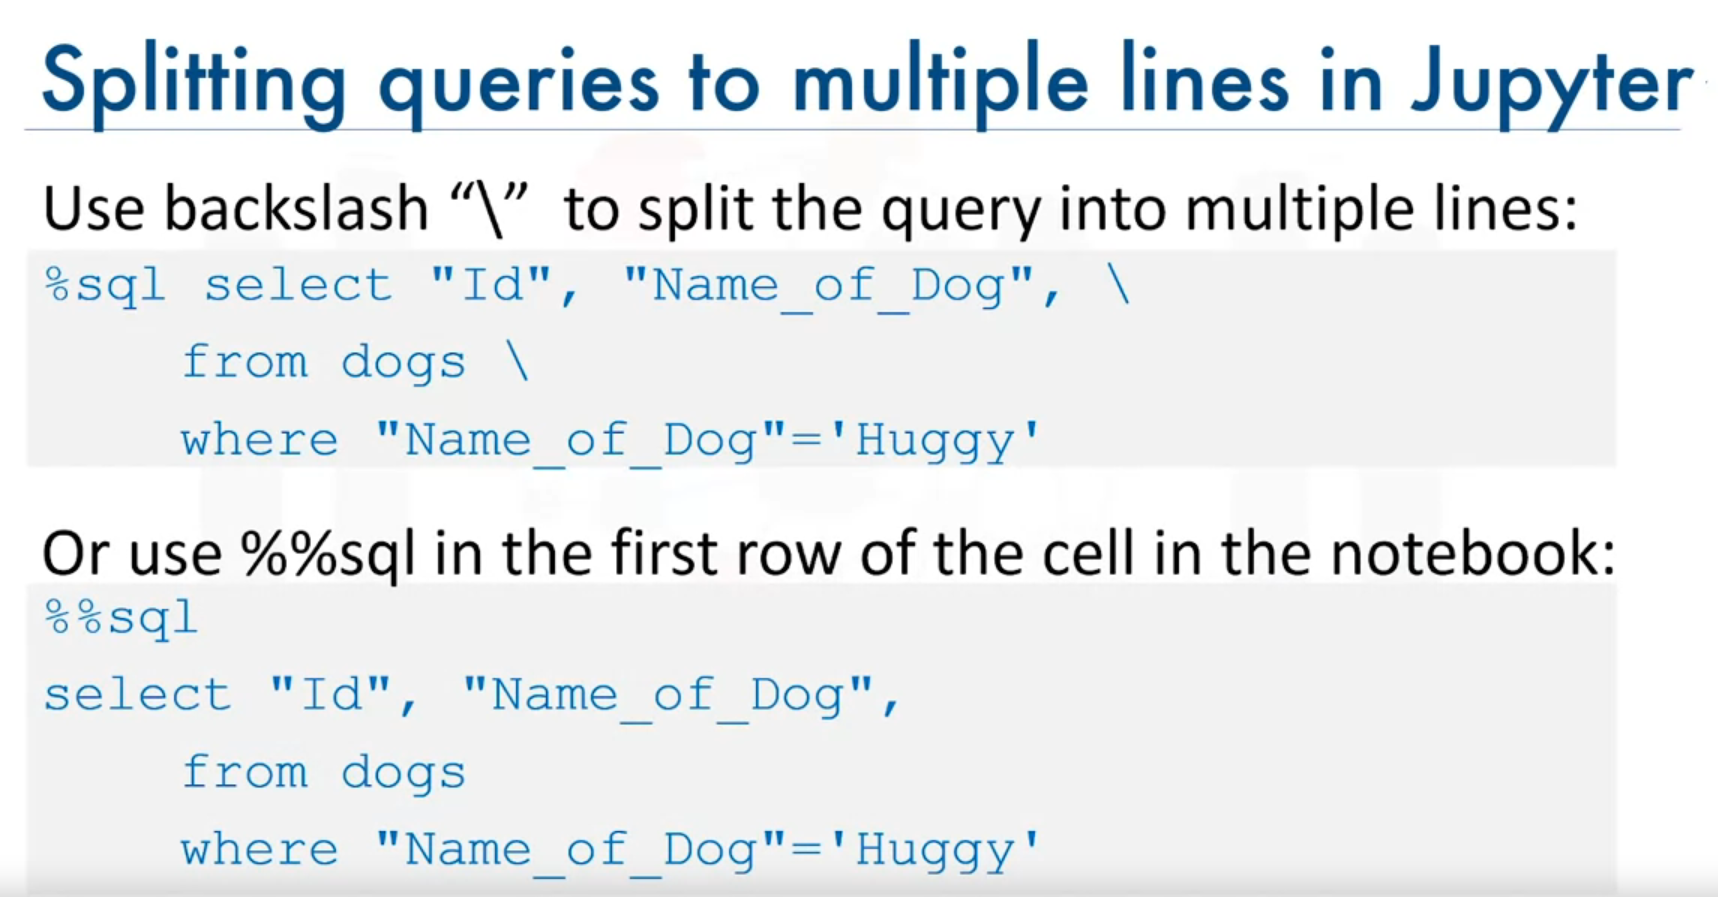 Splitting queries to multiple lines in Jupyter
Use backslash “\” to split the query into multiple lines:
%sql select "Id", "Name_of_Dog", \
from dogs \
where "Name_of_Dog"='Huggy'
Or use %%sql in the first row of the cell in the notebook:
%%sql
select "Id", "Name_of_Dog",
from dogs
where "Name_of_Dog"='Huggy'